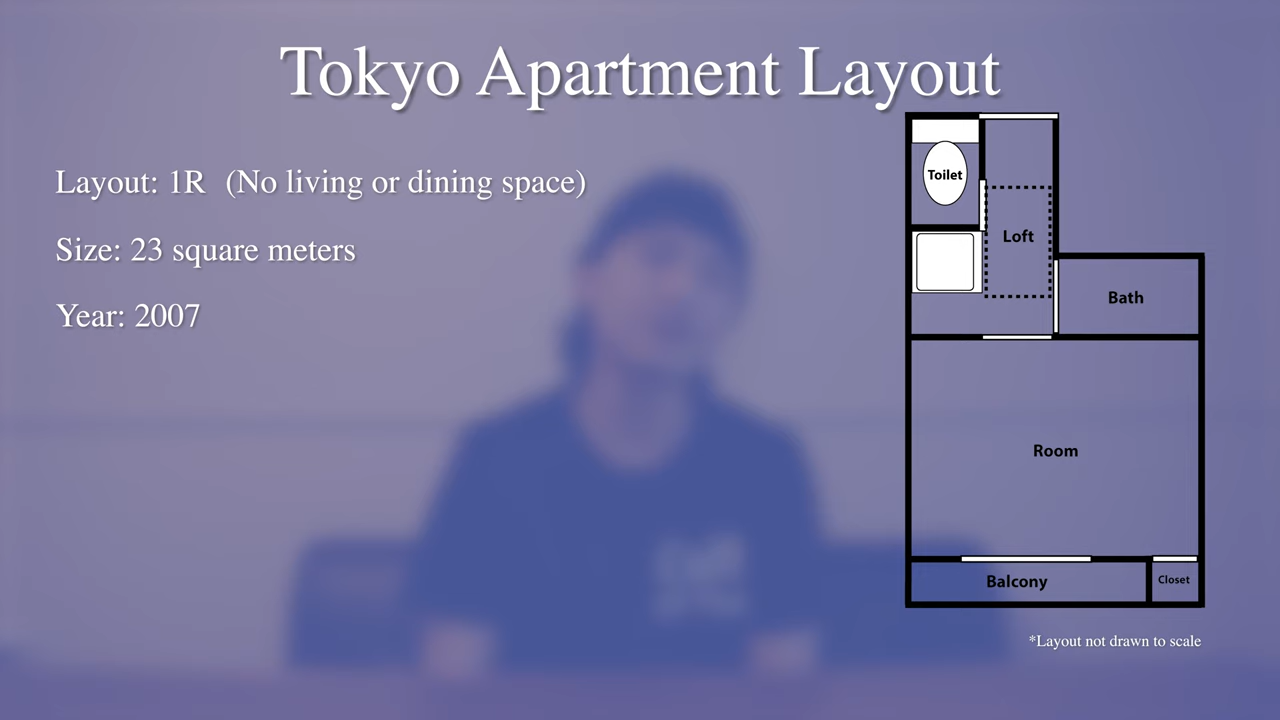 Tokyo Apartment Layout
Layout: 1R (No living or dining space)
Size: 23 square meters
Year: 2007
Toilet
Loft
Bath
Room
Balcony
Closet
*Layout not drawn to scale